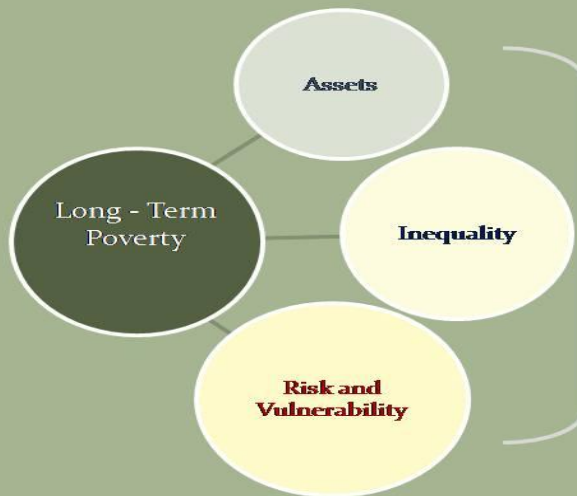 Assets
Long - Term
Poverty
Inequality
Risk and
Vulnerability